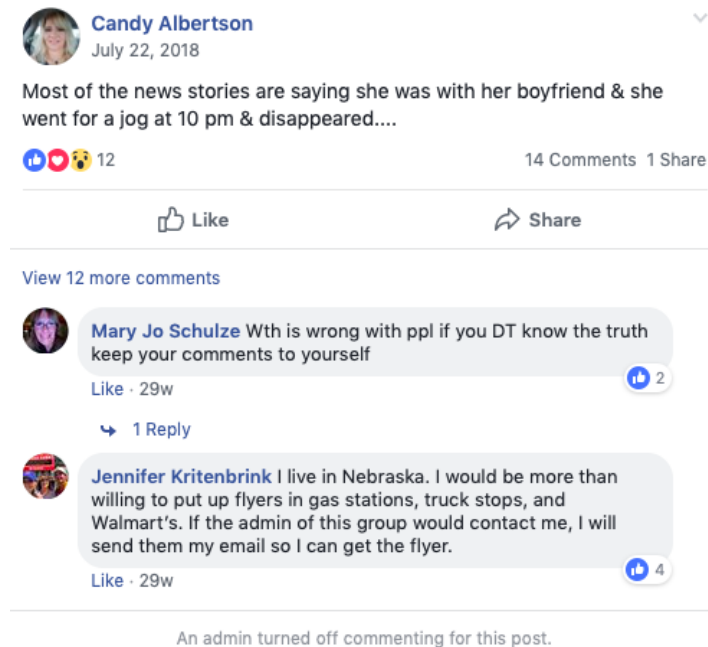 Candy Albertson
July 22, 2018
Most of the news stories are saying she was with her boyfriend & she
went for a jog at 10 pm & disappeared....
12
14 Comments 1 Share
Like
Share
View 12 more comments
Mary Jo Schulze Wth is wrong with ppl if you DT know the truth
keep your comments to yourself
2
Like · 29w
1 Reply
Jennifer Kritenbrink I live in Nebraska. I would be more than
willing to put up flyers in gas stations, truck stops, and
Walmart's. If the admin of this group would contact me, I will
send them my email so I can get the flyer.
4
Like · 29w
An admin turned off commenting for this post.